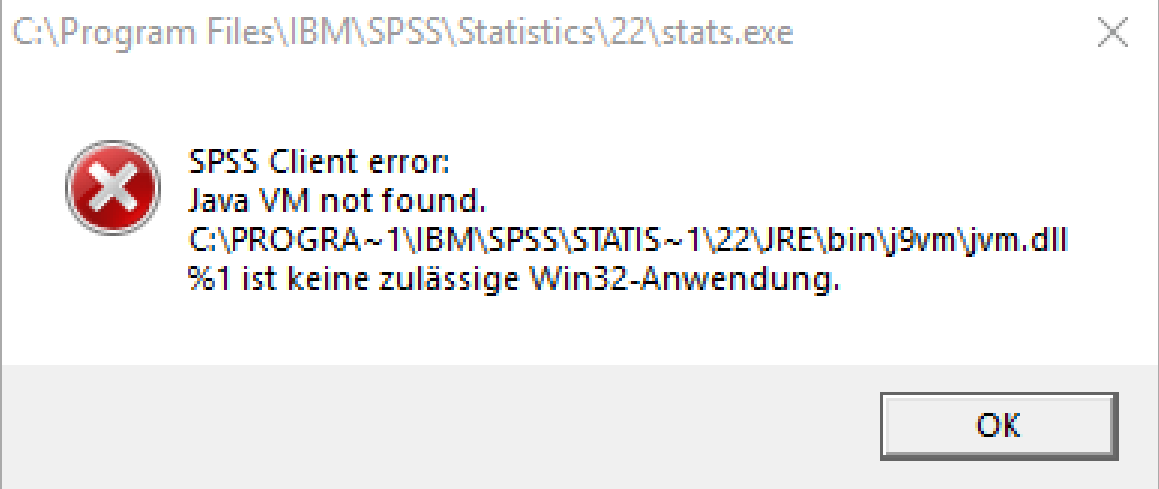 C:\Program Files\IBM\SPSS\Statistics\22\stats.exe
SPSS Client error:
Java VM not found.
C:\PROGRA~1\IBM\SPSS\STATIS~1\22\JRE\bin\j9vm\jvm.dll
%1 ist keine zulässige Win32-Anwendung.
OK